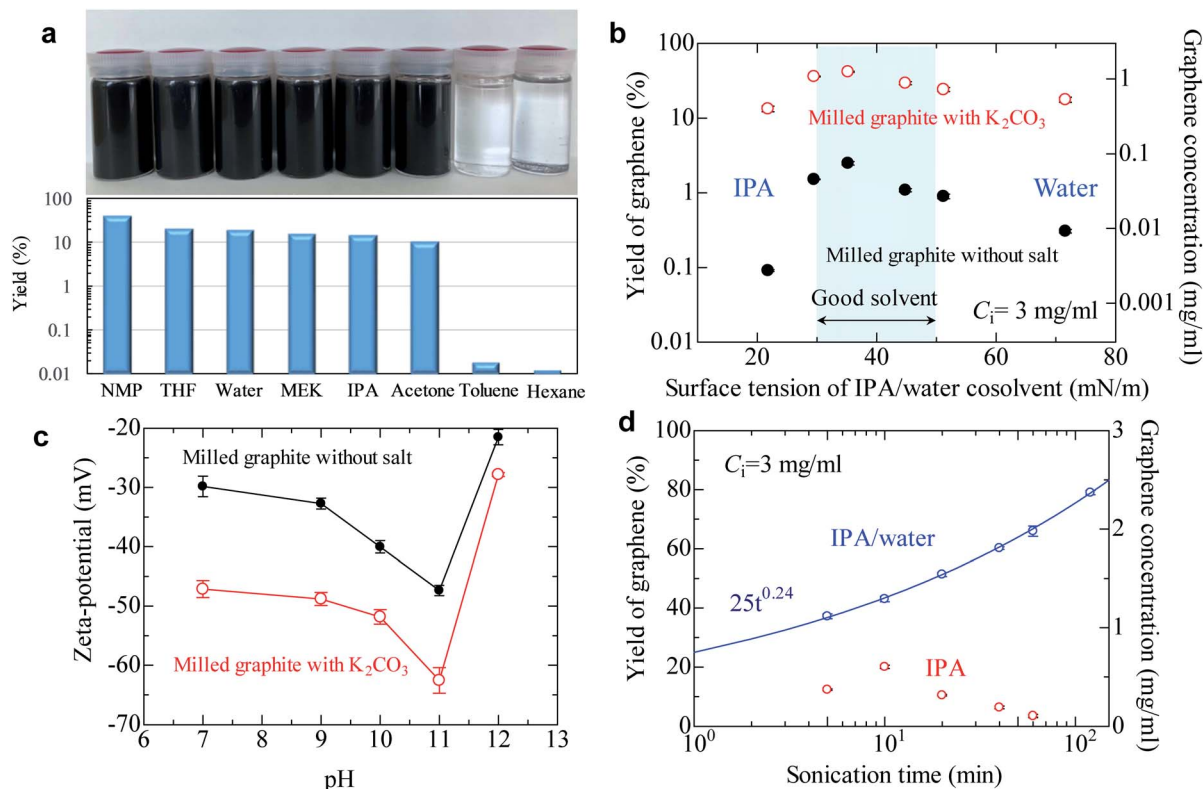 a
100
10
1
0.1
0.01
Yield (%)
NMP THF Water MEK IPA Acetone Toluene Hexane
b
100
10
1
0.1
0.01
Yield of graphene (%)
1
0.1
0.01
0.001
Graphene concentration (mg/ml)
Milled graphite with K₂CO₃
IPA
Water
Milled graphite without salt
Good solvent
Cᵢ= 3 mg/ml
20 40 60 80
Surface tension of IPA/water cosolvent (mN/m)
c
-20
-30
-40
-50
-60
-70
Zeta-potential (mV)
Milled graphite without salt
Milled graphite with K₂CO₃
6 7 8 9 10 11 12 13
pH
d
100
80
60
40
20
0
Yield of graphene (%)
3
2
1
0
Graphene concentration (mg/ml)
Cᵢ=3 mg/ml
IPA/water
25t⁰·²⁴
IPA
10⁰ 10¹ 10²
Sonication time (min)